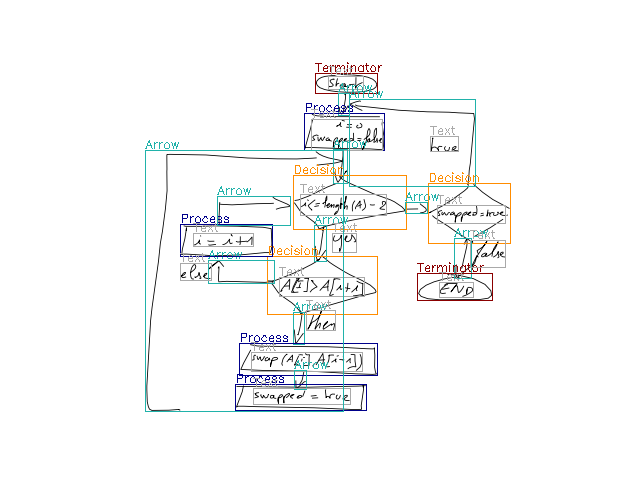 Terminator
Start
Arrow
Arrow
Process
Text
i = 0
swapped = false
Text
true
Arrow
Arrow
Decision
Text
i <= length (A) - 2
Decision
Text
swapped = true
Arrow
Arrow
Process
Text
i = i + 1
Arrow
Text
yes
Arrow
Text
false
Decision
Text
A[I] > A[i+i]
Text
else
Arrow
Terminator
Text
END
Arrow
Text
then
Process
Text
swap (A[i] A[i-i])
Arrow
Process
Text
swapped = true